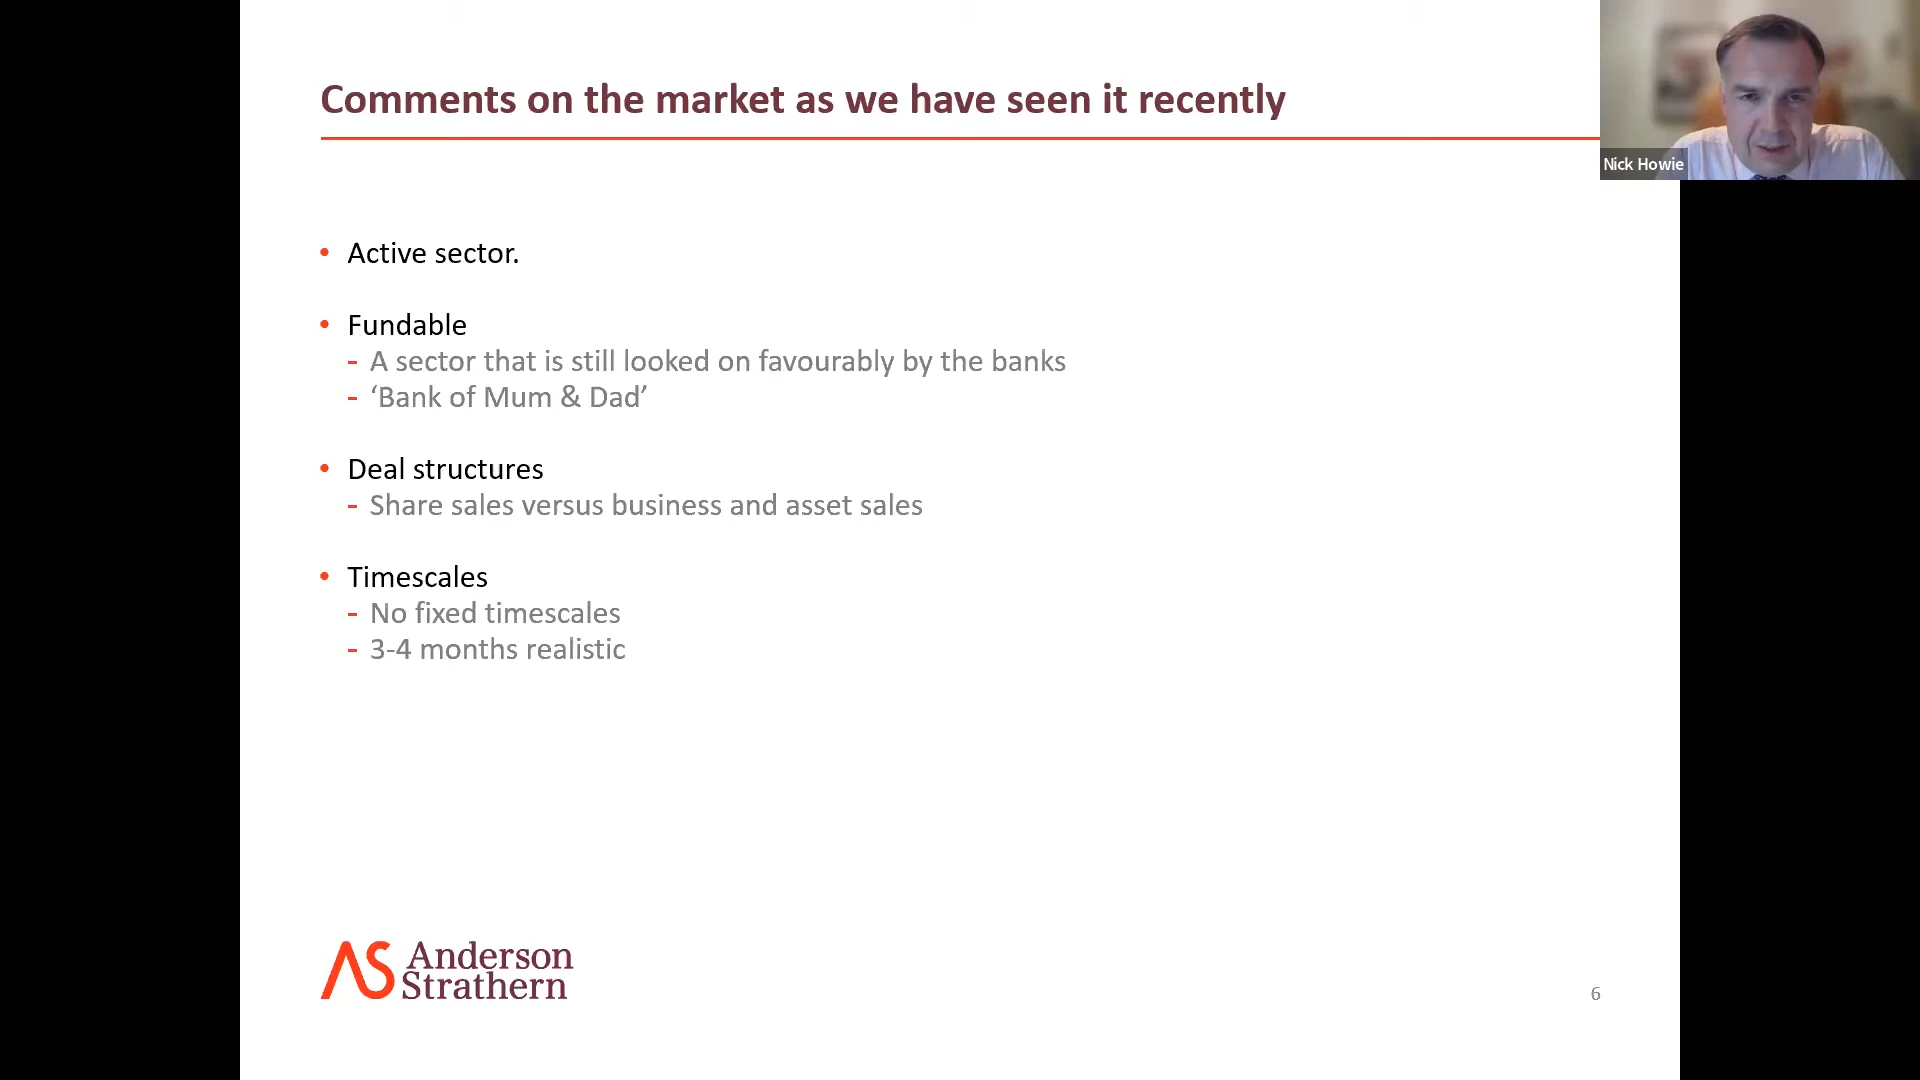 Comments on the market as we have seen it recently
Nick Howie
• Active sector.
• Fundable
- A sector that is still looked on favourably by the banks
- ‘Bank of Mum & Dad’
• Deal structures
- Share sales versus business and asset sales
• Timescales
- No fixed timescales
- 3-4 months realistic
AS Anderson
Strathern
6